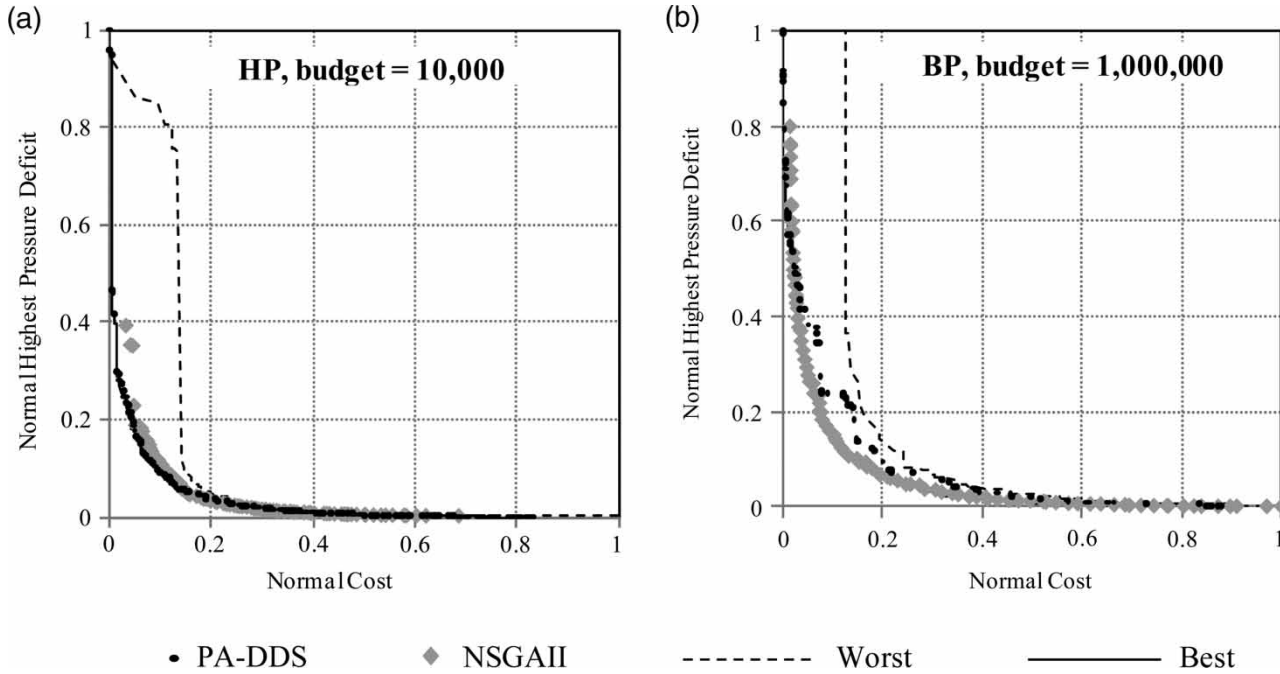 (a)
HP, budget = 10,000
Normal Highest Pressure Deficit
1
0.8
0.6
0.4
0.2
0
0 0.2 0.4 0.6 0.8 1
Normal Cost
(b)
BP, budget = 1,000,000
Normal Highest Pressure Deficit
1
0.8
0.6
0.4
0.2
0
0 0.2 0.4 0.6 0.8 1
Normal Cost
PA-DDS NSGAII Worst Best